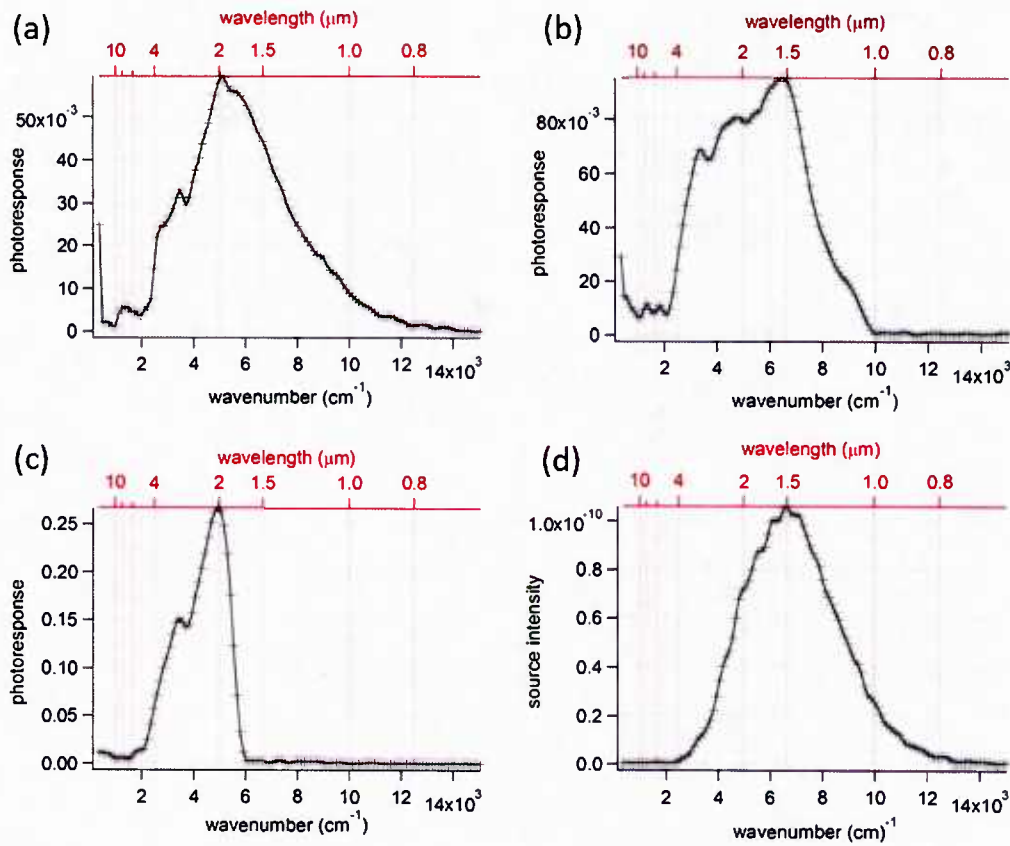 (a)
wavelength (μm)
10 4 2 1.5 1.0 0.8
50x10⁻³
40
30
20
10
0
photoresponse
2 4 6 8 10 12 14x10³
wavenumber (cm⁻¹)
(b)
wavelength (μm)
10 4 2 1.5 1.0 0.8
80x10⁻³
60
40
20
0
photoresponse
2 4 6 8 10 12 14x10³
wavenumber (cm⁻¹)
(c)
wavelength (μm)
10 4 2 1.5 1.0 0.8
0.25
0.20
0.15
0.10
0.05
0.00
photoresponse
2 4 6 8 10 12 14x10³
wavenumber (cm⁻¹)
(d)
wavelength (μm)
10 4 2 1.5 1.0 0.8
1.0x10⁻¹⁰
0.8
0.6
0.4
0.2
0.0
source intensity
2 4 6 8 10 12 14x10³
wavenumber (cm)⁻¹